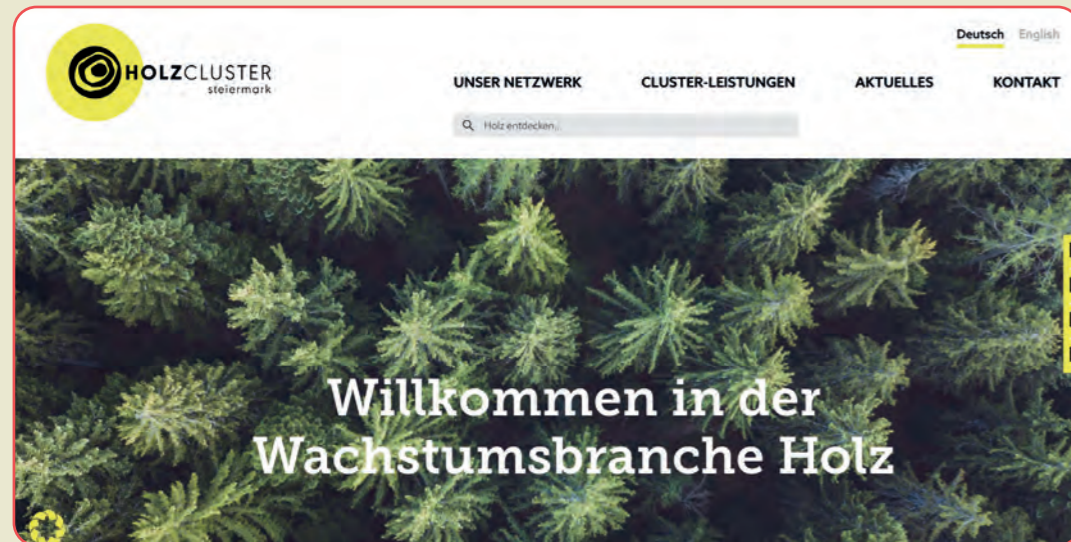 HOLZCLUSTER
steiermark
Deutsch English
UNSER NETZWERK CLUSTER-LEISTUNGEN AKTUELLES KONTAKT
Holz entdecken...
Willkommen in der
Wachstumsbranche Holz